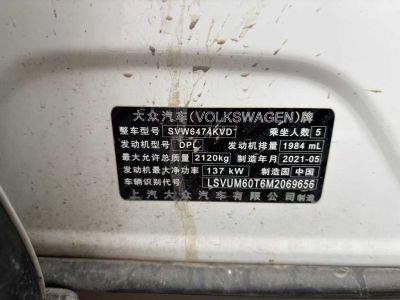 大众汽车(VOLKSWAGEN)牌
整车型号 SVW6474KVD 乘坐人数 5
发动机型号 DPL 发动机排量 1984 mL
最大允许总质量 2120kg 制造年月 2021-05
发动机最大净功率 137 kW 制造国 中国
车辆识别代号 LSVUM60T6M2069656
上汽大众汽车有限公司制造